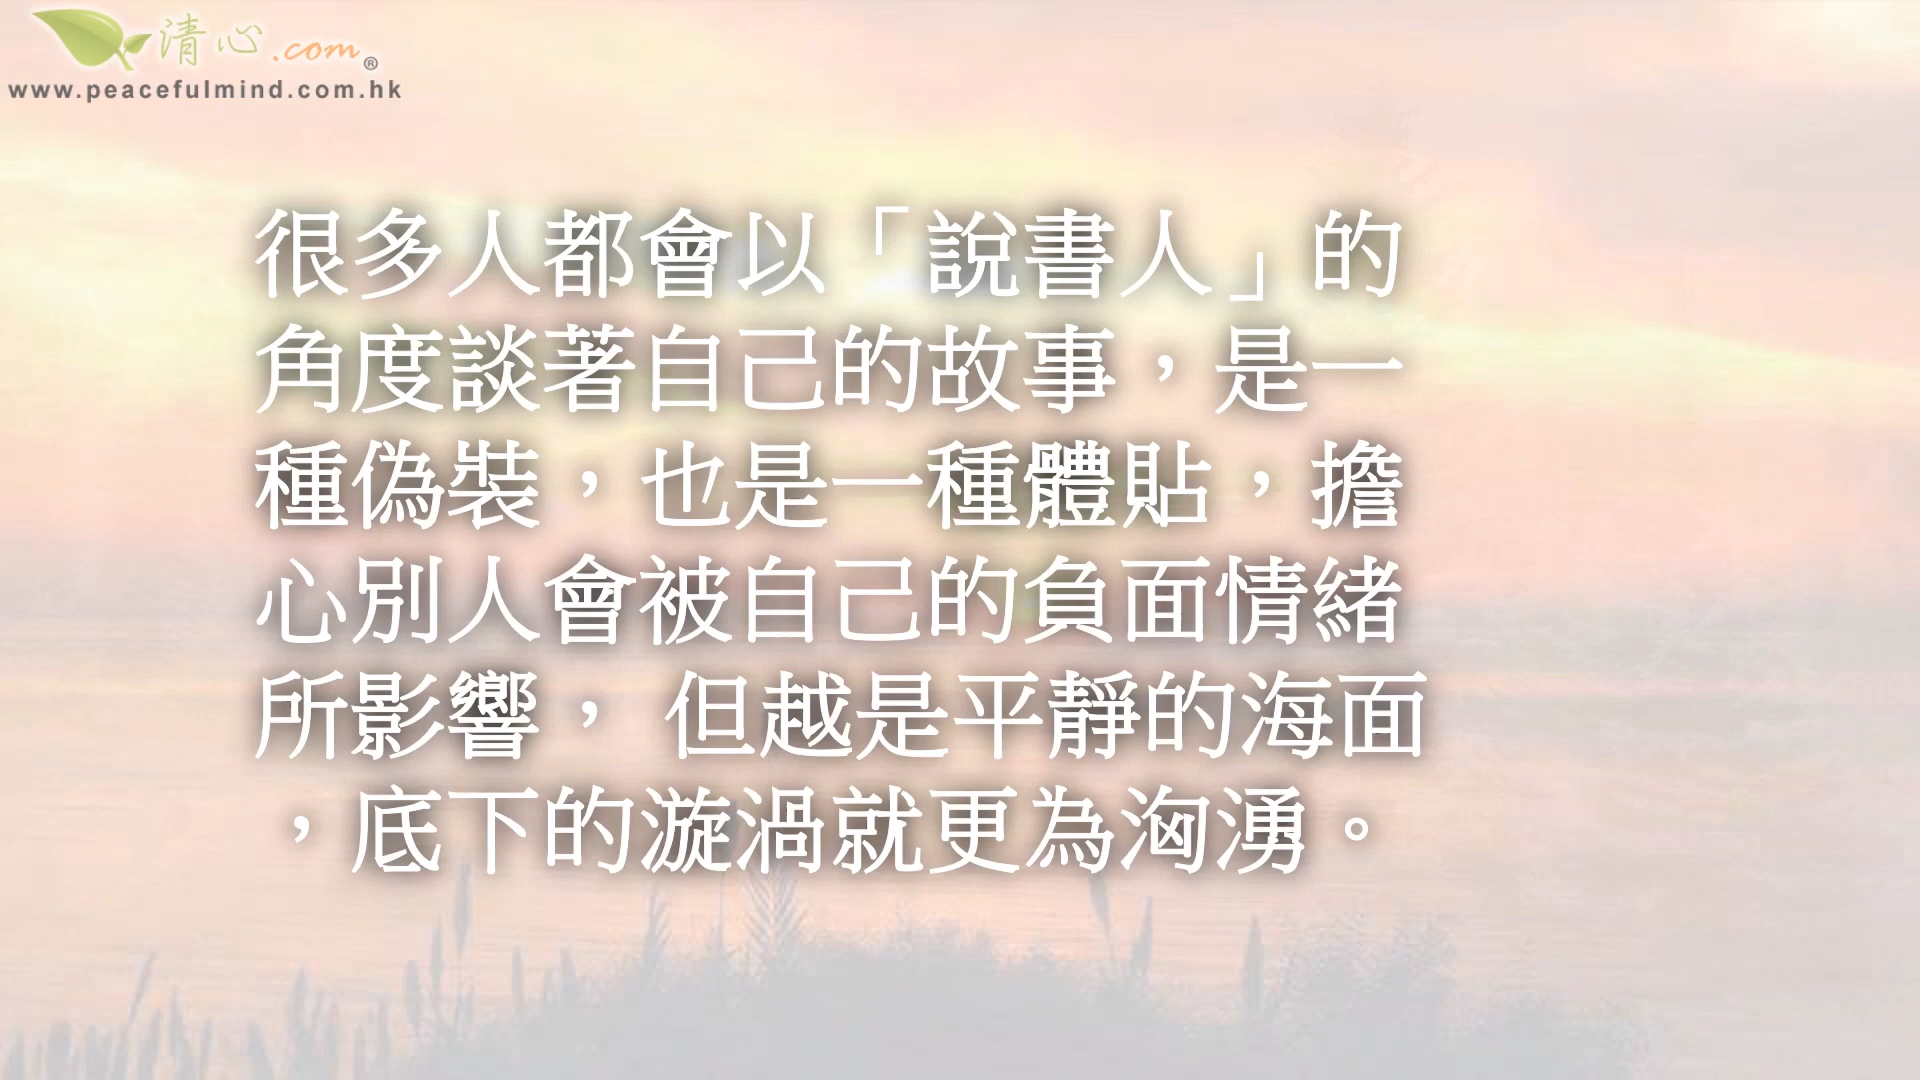 清心.com®
www.peacefulmind.com.hk
很多人都會以「說書人」的
角度談著自己的故事，是一
種偽裝，也是一種體貼，擔
心別人會被自己的負面情緒
所影響， 但越是平靜的海面
，底下的漩渦就更為洶湧。